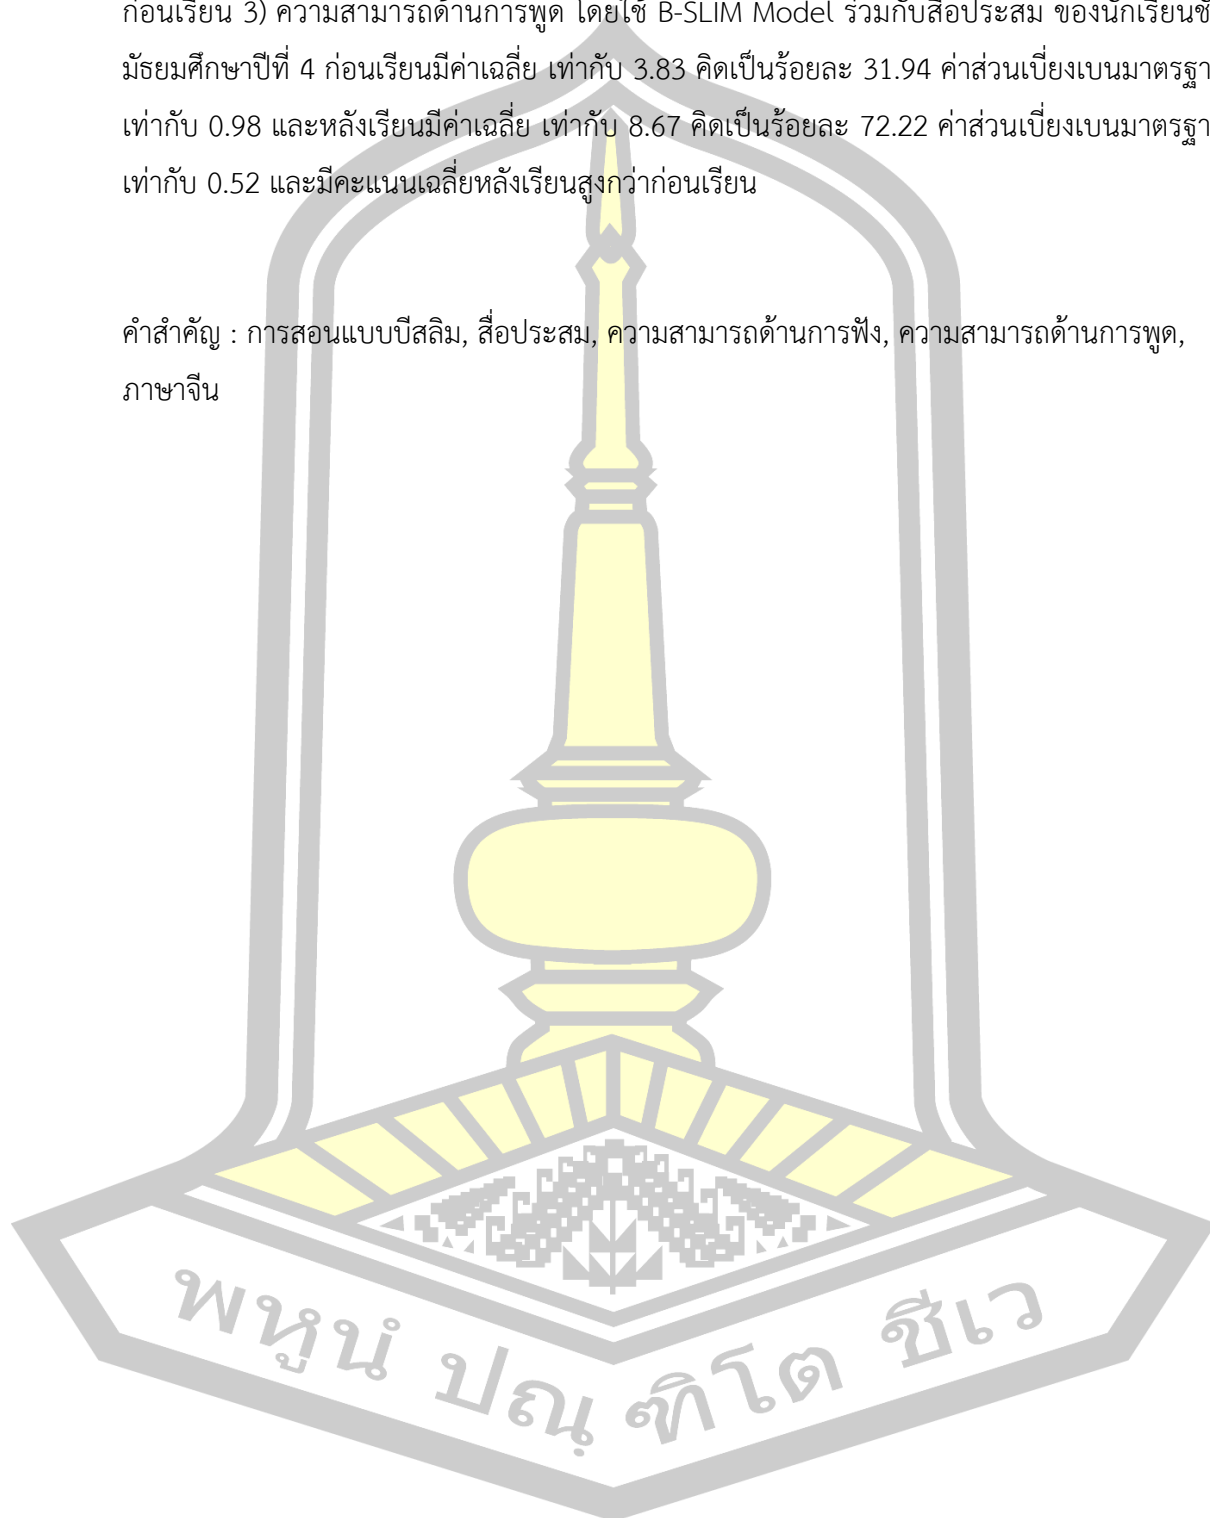 ก่อนเรียน 3) ความสามารถด้านการพูด โดยใช้ B-SLIM Model ร่วมกับสื่อประสม ของนักเรียนชั
มัธยมศึกษาปีที่ 4 ก่อนเรียนมีค่าเฉลี่ย เท่ากับ 3.83 คิดเป็นร้อยละ 31.94 ค่าส่วนเบี่ยงเบนมาตรฐา
เท่ากับ 0.98 และหลังเรียนมีค่าเฉลี่ย เท่ากับ 8.67 คิดเป็นร้อยละ 72.22 ค่าส่วนเบี่ยงเบนมาตรฐา
เท่ากับ 0.52 และมีคะแนนเฉลี่ยหลังเรียนสูงกว่าก่อนเรียน
คำสำคัญ : การสอนแบบบีสลิม, สื่อประสม, ความสามารถด้านการฟัง, ความสามารถด้านการพูด,
ภาษาจีน
พหูนํ ปณฺ ฑิโต ชีเว